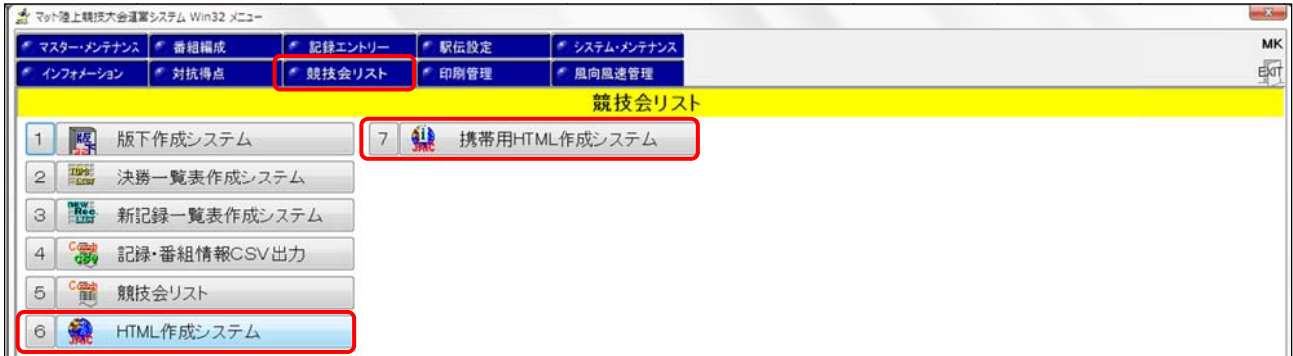 マット陸上競技大会運営システム Win32 メニュー
マスター・メンテナンス 番組編成 記録エントリー 駅伝設定 システム・メンテナンス MK
インフォメーション 対抗得点 競技会リスト 印刷管理 風向風速管理 EXIT
競技会リスト
1 版下作成システム 7 携帯用HTML作成システム
2 決勝一覧表作成システム
3 新記録一覧表作成システム
4 記録・番組情報CSV出力
5 競技会リスト
6 HTML作成システム